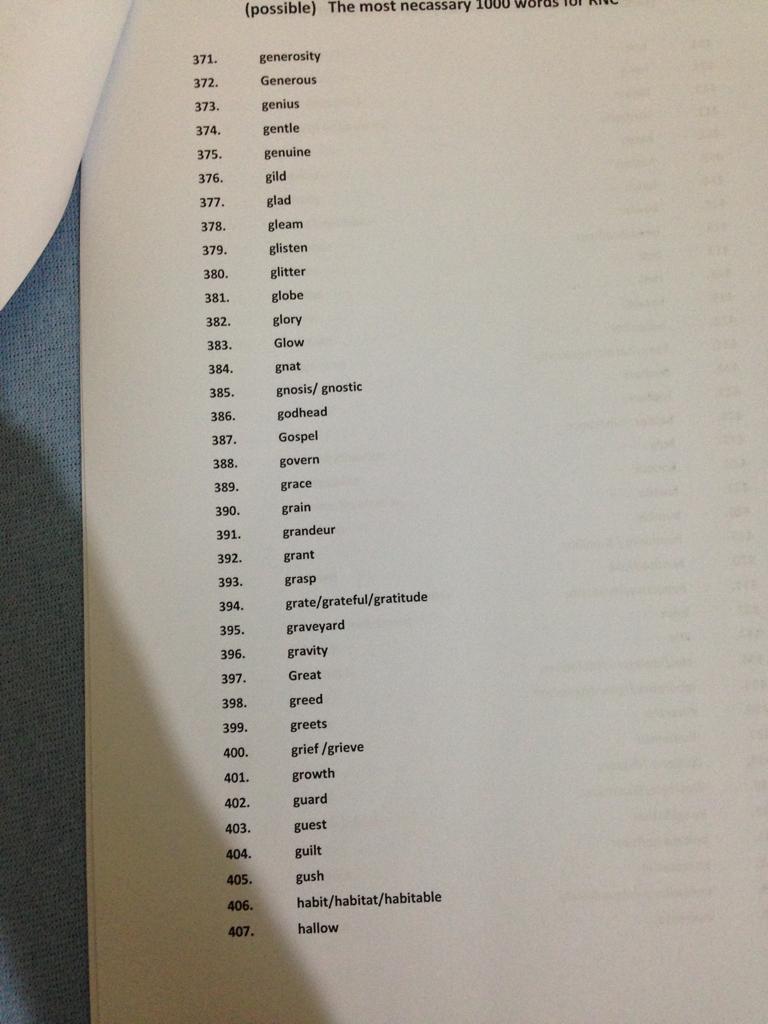 (possible) The most necassary 1000 words for RNC
371. generosity
372. Generous
373. genius
374. gentle
375. genuine
376. gild
377. glad
378. gleam
379. glisten
380. glitter
381. globe
382. glory
383. Glow
384. gnat
385. gnosis/ gnostic
386. godhead
387. Gospel
388. govern
389. grace
390. grain
391. grandeur
392. grant
393. grasp
394. grate/grateful/gratitude
395. graveyard
396. gravity
397. Great
398. greed
399. greets
400. grief /grieve
401. growth
402. guard
403. guest
404. guilt
405. gush
406. habit/habitat/habitable
407. hallow